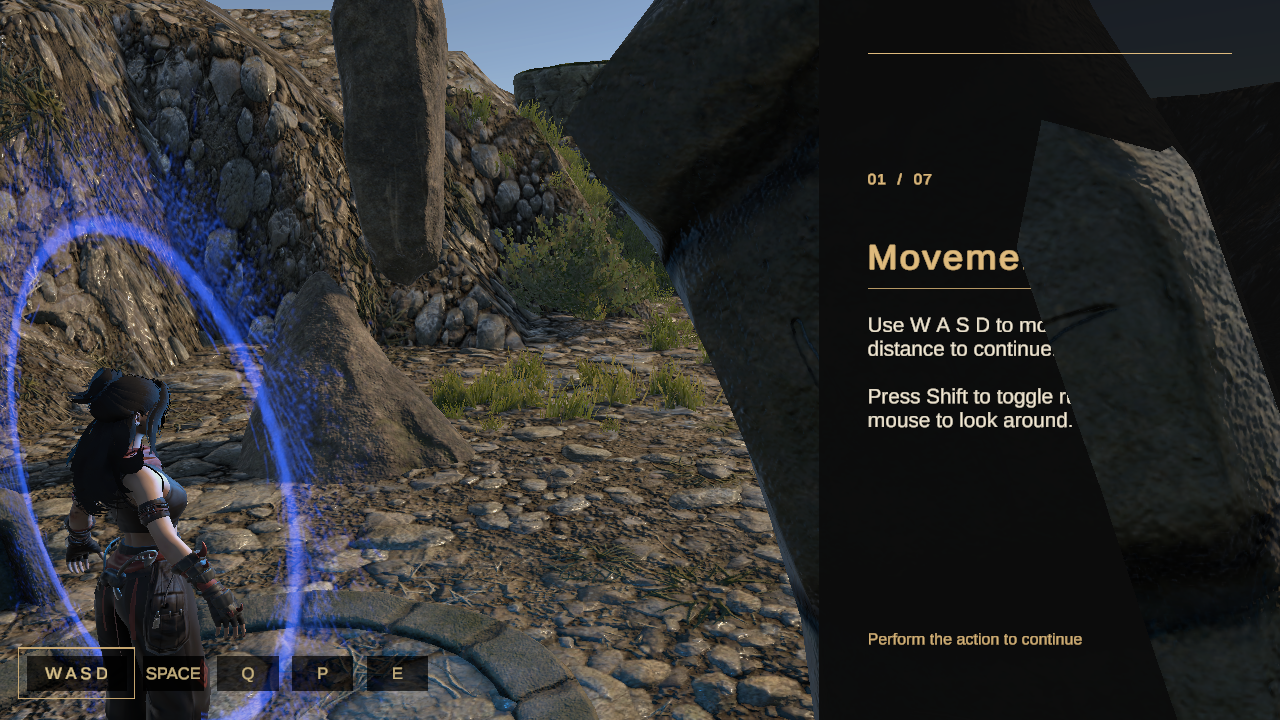 01 / 07
Moveme
Use W A S D to
distance to continue.
Press Shift to toggle
mouse to look around.
Perform the action to continue
WASD SPACE Q P E